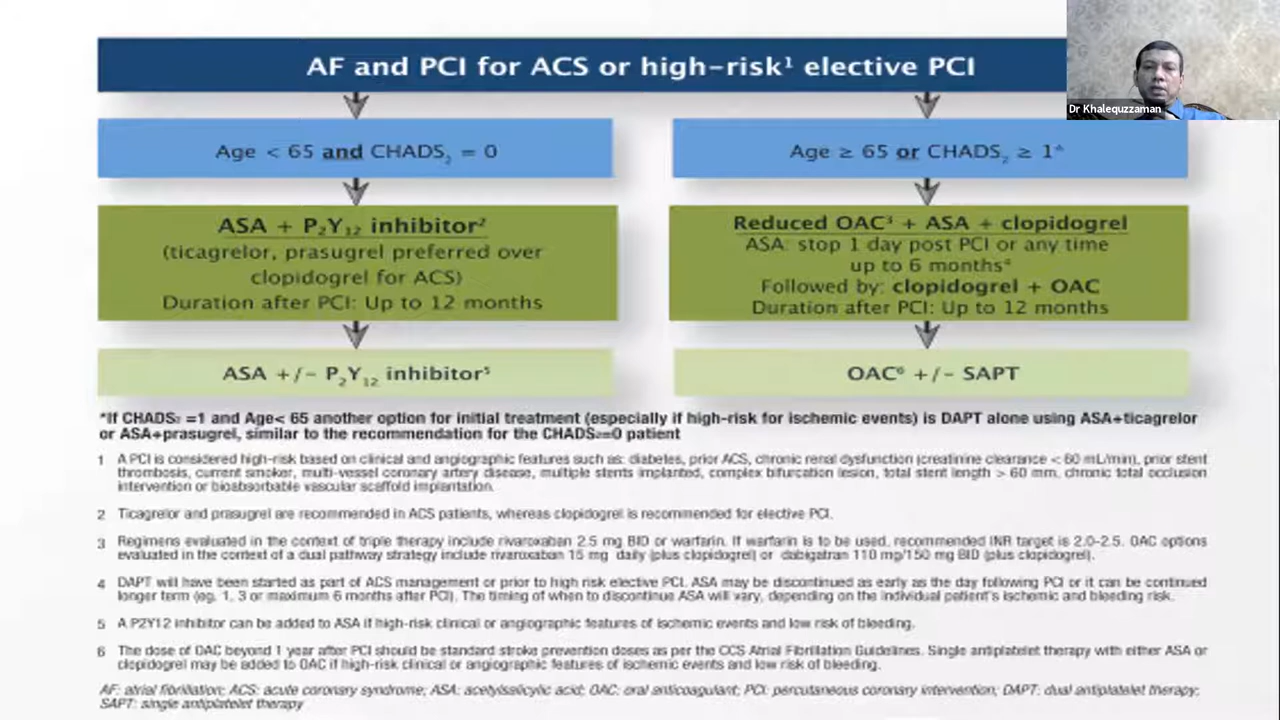 AF and PCI for ACS or high-risk¹ elective PCI
Dr Khalequzzaman
Age < 65 and CHADS₂ = 0
ASA + P₂Y₁₂ inhibitor²
(ticagrelor, prasugrel preferred over
clopidogrel for ACS)
Duration after PCI: Up to 12 months
ASA +/- P₂Y₁₂ inhibitor⁵
Age ≥ 65 or CHADS₂ ≥ 1*
Reduced OAC³ + ASA + clopidogrel
ASA: stop 1 day post PCI or any time
up to 6 months⁴
Followed by: clopidogrel + OAC
Duration after PCI: Up to 12 months
OAC⁶ +/- SAPT
*If CHADS₂ =1 and Age< 65 another option for initial treatment (especially if high-risk for ischemic events) is DAPT alone using ASA+ticagrelor
or ASA+prasugrel, similar to the recommendation for the CHADS₂=0 patient
1 A PCI is considered high-risk based on clinical and angiographic features such as: diabetes, prior ACS, chronic renal dysfunction (creatinine clearance < 60 mL/min), prior stent
thrombosis, current smoker, multi-vessel coronary artery disease, multiple stents implanted, complex bifurcation lesion, total stent length > 60 mm, chronic total occlusion
intervention or bioabsorbable vascular scaffold implantation.
2 Ticagrelor and prasugrel are recommended in ACS patients, whereas clopidogrel is recommended for elective PCI.
3 Regimens evaluated in the context of triple therapy include rivaroxaban 2.5 mg BID or warfarin. If warfarin is to be used, recommended INR target is 2.0-2.5. OAC options
evaluated in the context of a dual pathway strategy include rivaroxaban 15 mg daily (plus clopidogrel) or dabigatran 110 mg/150 mg BID (plus clopidogrel).
4 DAPT will have been started as part of ACS management or prior to high risk elective PCI. ASA may be discontinued as early as the day following PCI or it can be continued
longer term (eg. 1, 3 or maximum 6 months after PCI). The timing of when to discontinue ASA will vary, depending on the individual patient's ischemic and bleeding risk.
5 A P2Y12 inhibitor can be added to ASA if high-risk clinical or angiographic features of ischemic events and low risk of bleeding.
6 The dose of OAC beyond 1 year after PCI should be standard stroke prevention doses as per the CCS Atrial Fibrillation Guidelines. Single antiplatelet therapy with either ASA or
clopidogrel may be added to OAC if high-risk clinical or angiographic features of ischemic events and low risk of bleeding.
AF: atrial fibrillation; ACS: acute coronary syndrome; ASA: acetylsalicylic acid; OAC: oral anticoagulant; PCI: percutaneous coronary intervention; DAPT: dual antiplatelet therapy;
SAPT: single antiplatelet therapy